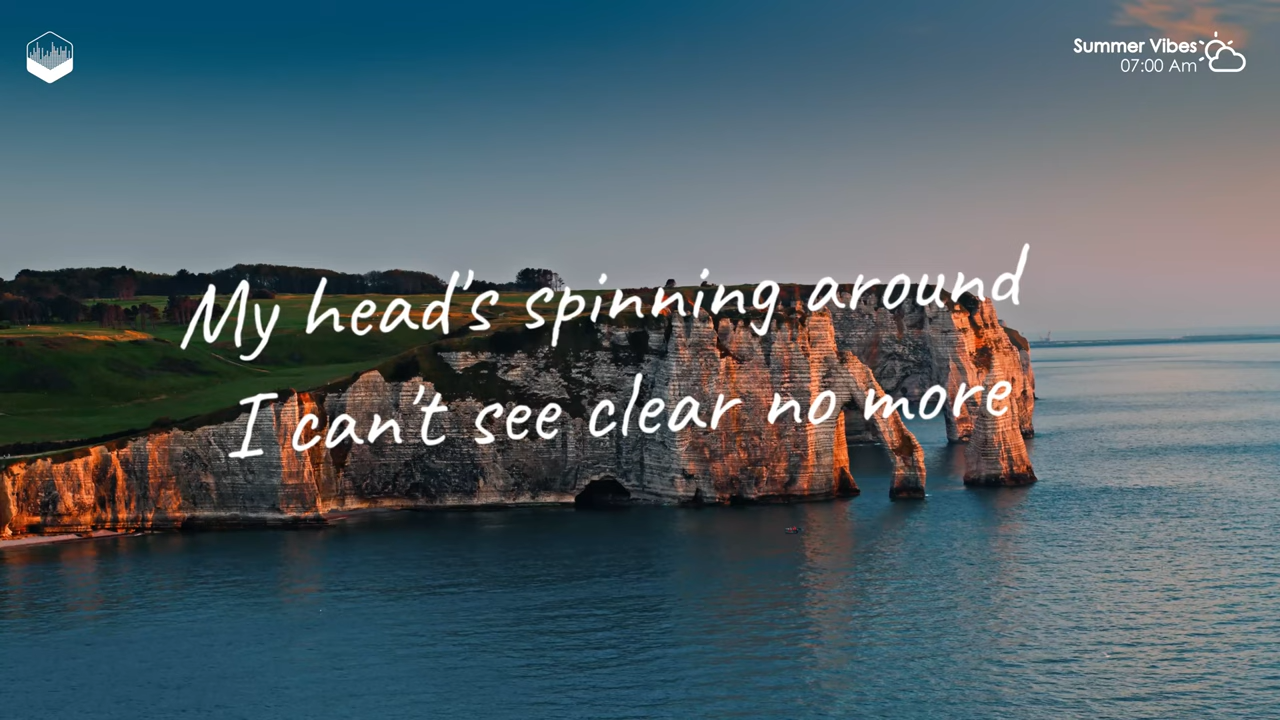 Summer Vibes
07:00 Am
My head's spinning around
I can't see clear no more